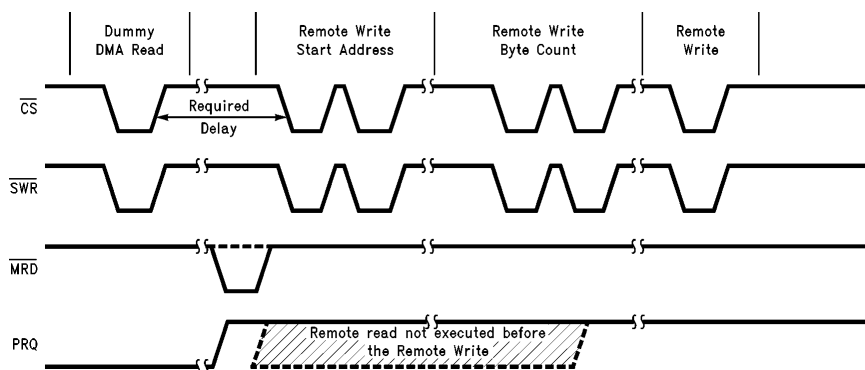 Dummy
DMA Read
Remote Write
Start Address
Remote Write
Byte Count
Remote
Write
CS
Required
Delay
SWR
MRD
PRQ
Remote read not executed before
the Remote Write